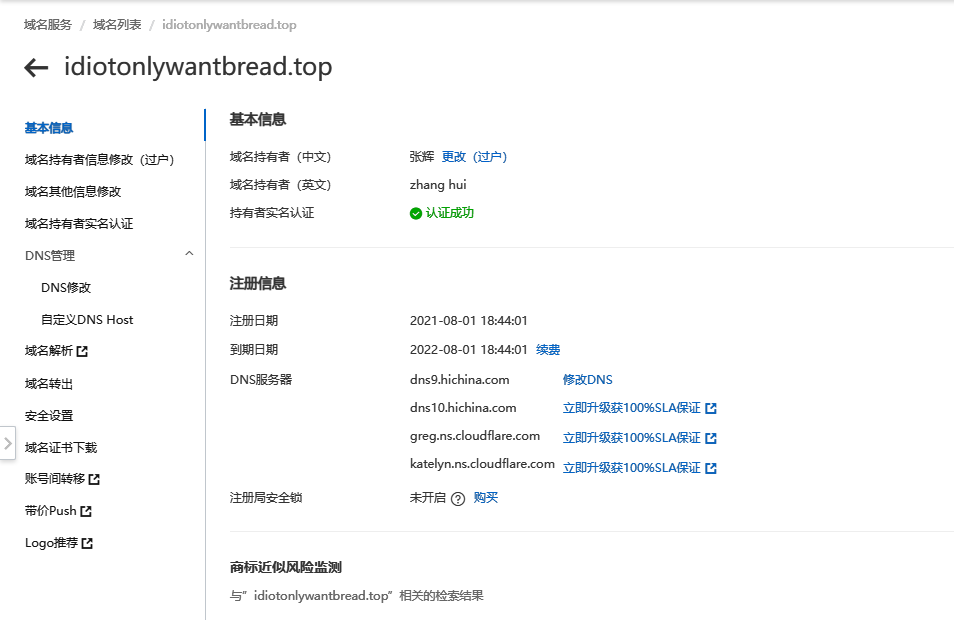 域名服务 / 域名列表 / idiotonlywantbread.top
idiotonlywantbread.top
基本信息
域名持有者信息修改（过户）
域名其他信息修改
域名持有者实名认证
DNS管理
DNS修改
自定义DNS Host
域名解析
域名转出
安全设置
域名证书下载
账号间转移
带价Push
Logo推荐
基本信息
域名持有者（中文） 张辉 更改（过户）
域名持有者（英文） zhang hui
持有者实名认证 认证成功
注册信息
注册日期 2021-08-01 18:44:01
到期日期 2022-08-01 18:44:01 续费
DNS服务器 dns9.hichina.com 修改DNS
dns10.hichina.com 立即升级获100%SLA保证
greg.ns.cloudflare.com 立即升级获100%SLA保证
katelyn.ns.cloudflare.com 立即升级获100%SLA保证
注册局安全锁 未开启 ? 购买
商标近似风险监测
与" idiotonlywantbread.top" 相关的检索结果